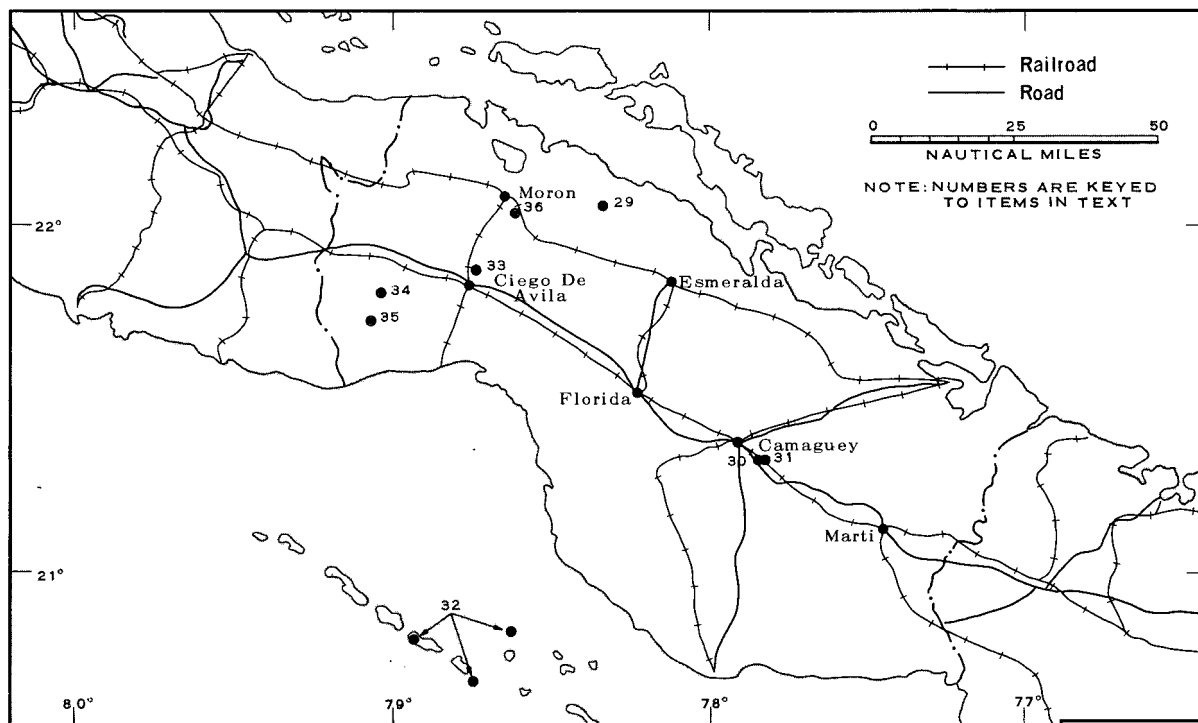 Railroad
Road
0 25 50
NAUTICAL MILES
NOTE: NUMBERS ARE KEYED
TO ITEMS IN TEXT
Moron
36
29
22°
33
Ciego De
Avila
Esmeralda
34
35
Florida
Camaguey
30
31
Marti
21°
32
80°
79°
78°
77°